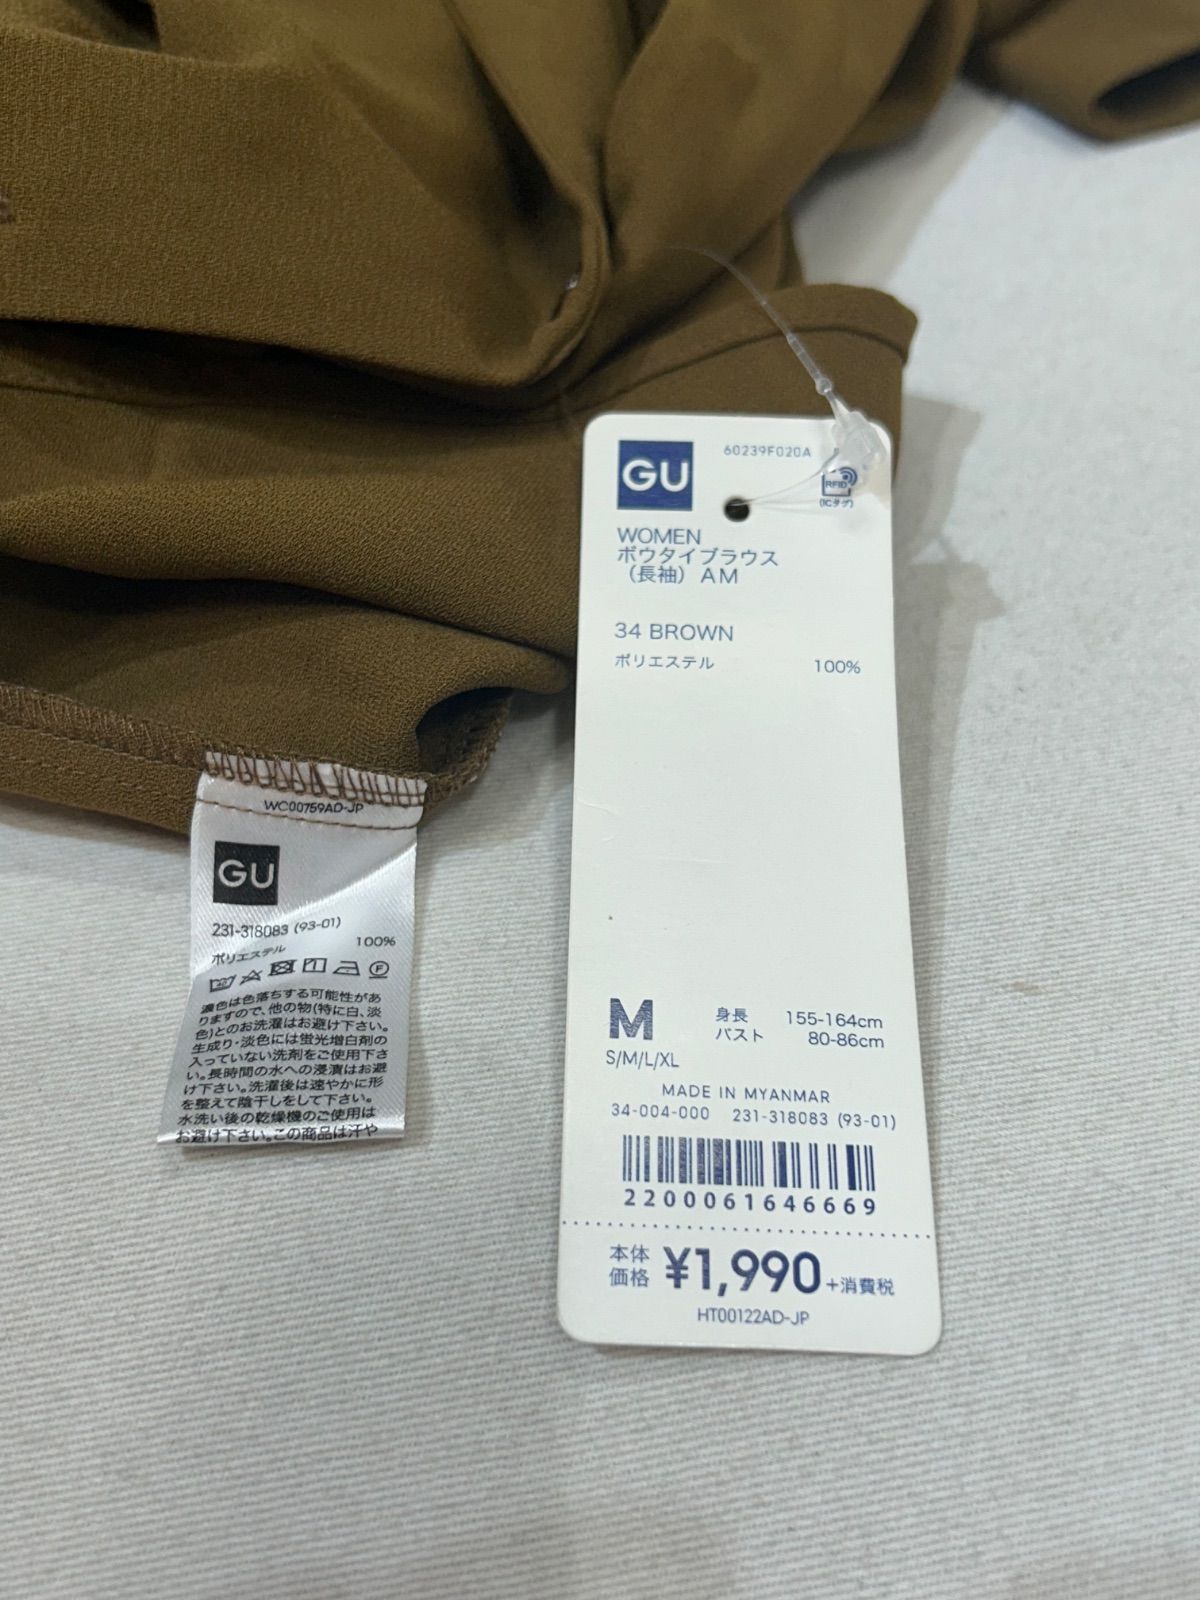 GU
60239F020A
RFID
(ICタグ)
WOMEN
ボウタイブラウス
(長袖) AM
34 BROWN
ポリエステル 100%
M
身長 155-164cm
バスト 80-86cm
S/M/L/XL
MADE IN MYANMAR
34-004-000 231-318083 (93-01)
2200061646669
本体価格 ¥1,990 +消費税
HT00122AD-JP
WC00759AD-JP
GU
231-318083 (93-01)
ポリエステル 100%
濃色は色落ちする可能性があ
りますので、他の物(特に白、淡
色)とのお洗濯はお避け下さい。
生成り・淡色には蛍光増白剤の
入っていない洗剤をご使用下さ
い。長時間の水への浸漬はお避
け下さい。洗濯後は速やかに形
を整えて陰干しをして下さい。
水洗い後の乾燥機のご使用は
お避け下さい。この商品は汗や